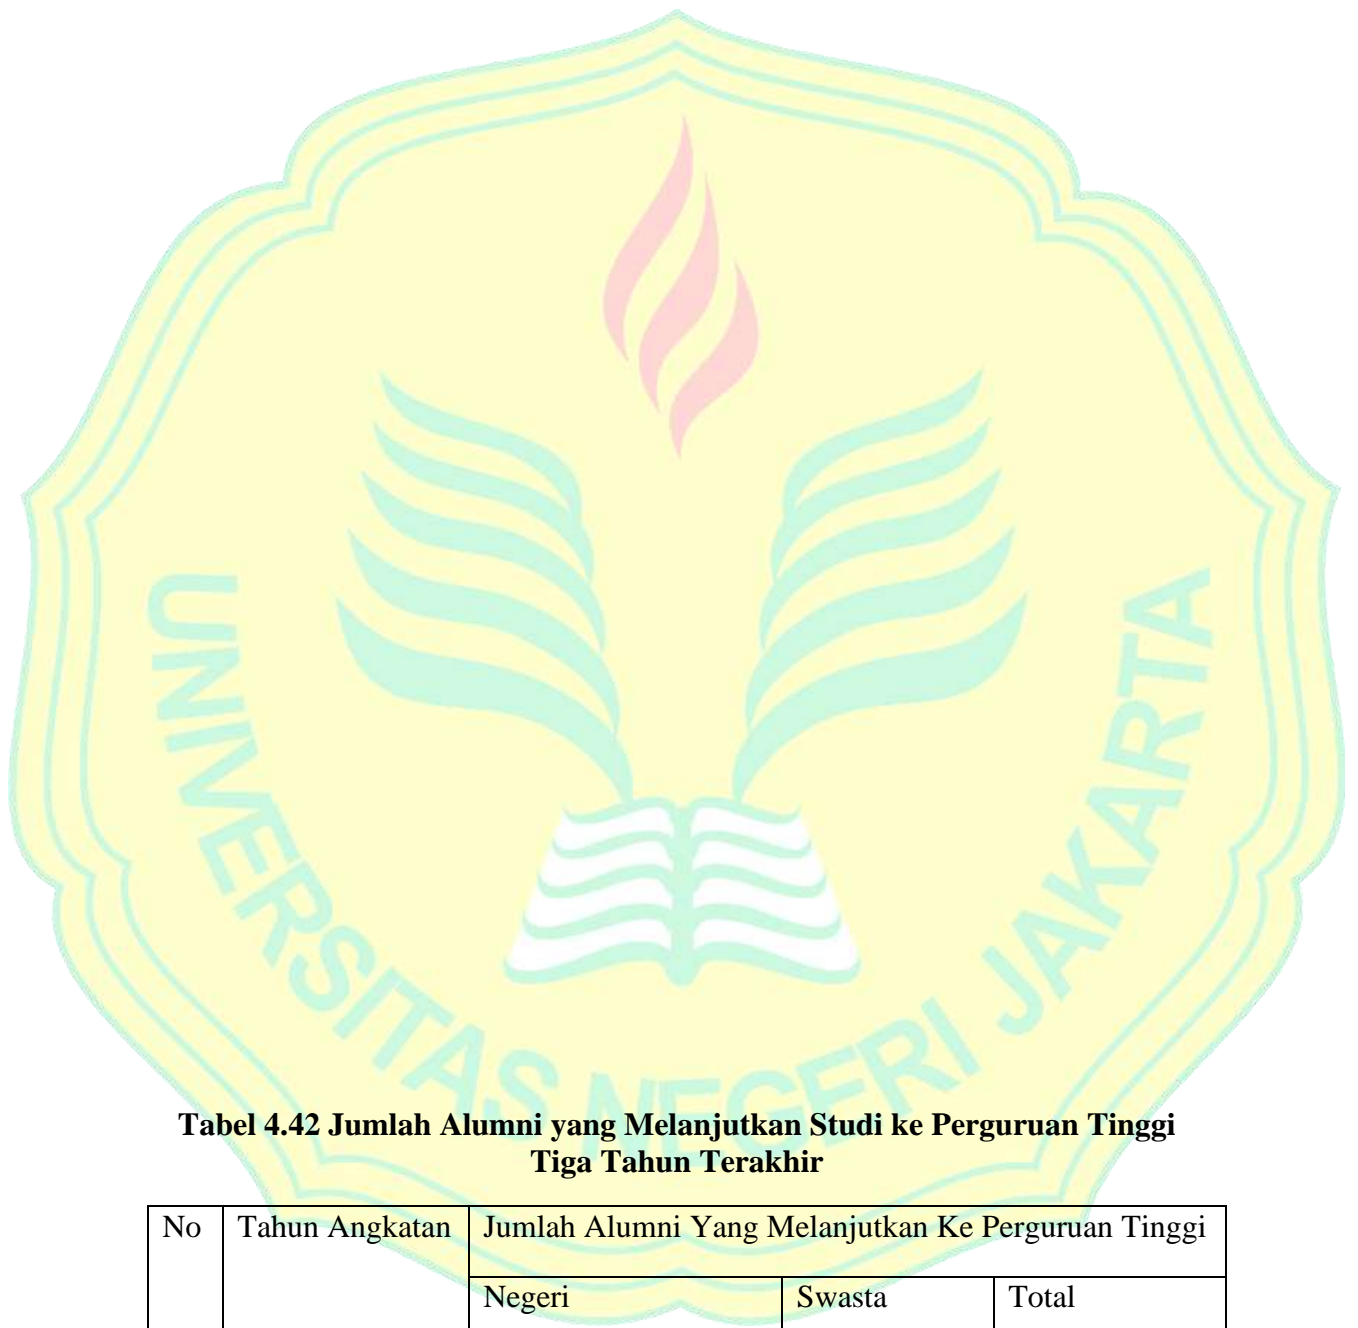 UNIVERSITAS NEGERI JAKARTA
Tabel 4.42 Jumlah Alumni yang Melanjutkan Studi ke Perguruan Tinggi
Tiga Tahun Terakhir
No Tahun Angkatan Jumlah Alumni Yang Melanjutkan Ke Perguruan Tinggi
Negeri Swasta Total